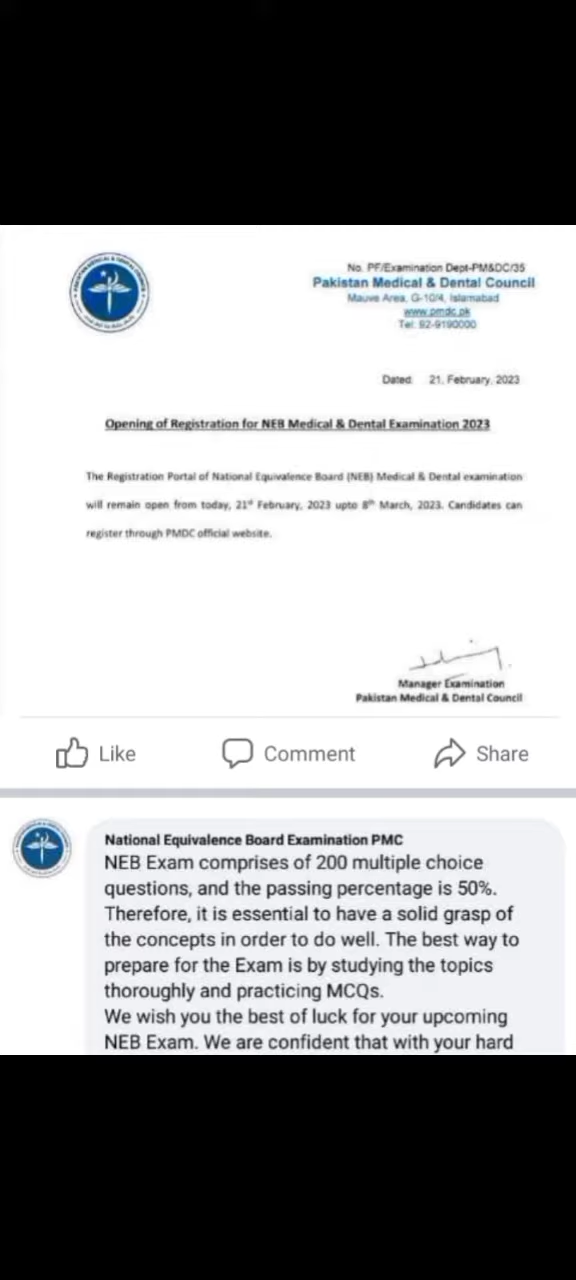 No. PF/Examination Dept-PM&DC/35
Pakistan Medical & Dental Council
Mauve Area, G-10/4, Islamabad
www.pmdc.pk
Tel: 92-9190000
Dated: 21, February, 2023
Opening of Registration for NEB Medical & Dental Examination 2023
The Registration Portal of National Equivalence Board (NEB) Medical & Dental examination
will remain open from today, 21st February, 2023 upto 8th March, 2023. Candidates can
register through PMDC official website.
Manager Examination
Pakistan Medical & Dental Council
Like Comment Share
National Equivalence Board Examination PMC
NEB Exam comprises of 200 multiple choice
questions, and the passing percentage is 50%.
Therefore, it is essential to have a solid grasp of
the concepts in order to do well. The best way to
prepare for the Exam is by studying the topics
thoroughly and practicing MCQs.
We wish you the best of luck for your upcoming
NEB Exam. We are confident that with your hard